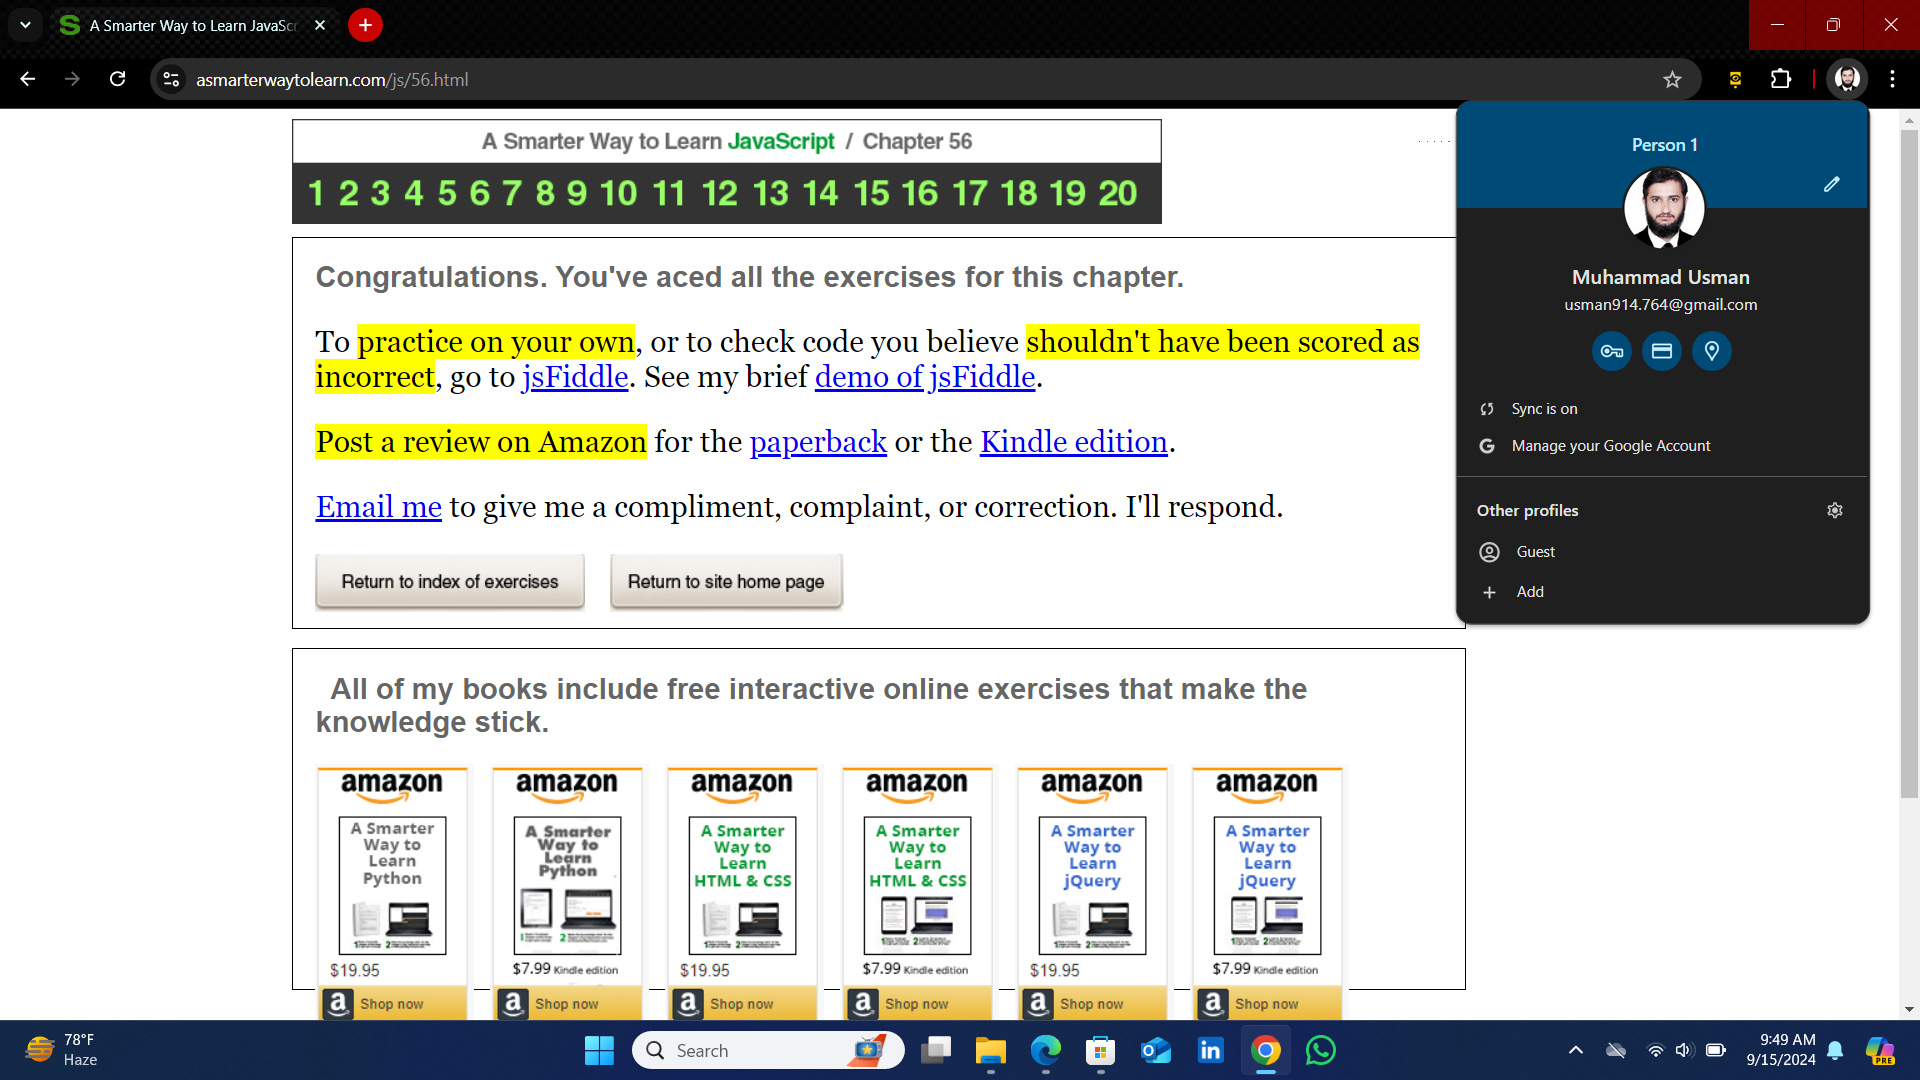 A Smarter Way to Learn JavaScr
asmarterwaytolearn.com/js/56.html
A Smarter Way to Learn JavaScript / Chapter 56
1 2 3 4 5 6 7 8 9 10 11 12 13 14 15 16 17 18 19 20
Congratulations. You've aced all the exercises for this chapter.
To practice on your own, or to check code you believe shouldn't have been scored as
incorrect, go to jsFiddle. See my brief demo of jsFiddle.
Post a review on Amazon for the paperback or the Kindle edition.
Email me to give me a compliment, complaint, or correction. I'll respond.
Return to index of exercises
Return to site home page
Person 1
Muhammad Usman
usman914.764@gmail.com
Sync is on
Manage your Google Account
Other profiles
Guest
Add
All of my books include free interactive online exercises that make the
knowledge stick.
amazon
A Smarter
Way to
Learn
Python
$19.95
Shop now
amazon
A Smarter
Way to
Learn
Python
$7.99 Kindle edition
Shop now
amazon
A Smarter
Way to
Learn
HTML & CSS
$19.95
Shop now
amazon
A Smarter
Way to
Learn
HTML & CSS
$7.99 Kindle edition
Shop now
amazon
A Smarter
Way to
Learn
jQuery
$19.95
Shop now
amazon
A Smarter
Way to
Learn
jQuery
$7.99 Kindle edition
Shop now
78°F
Haze
Search
9:49 AM
9/15/2024
PRE